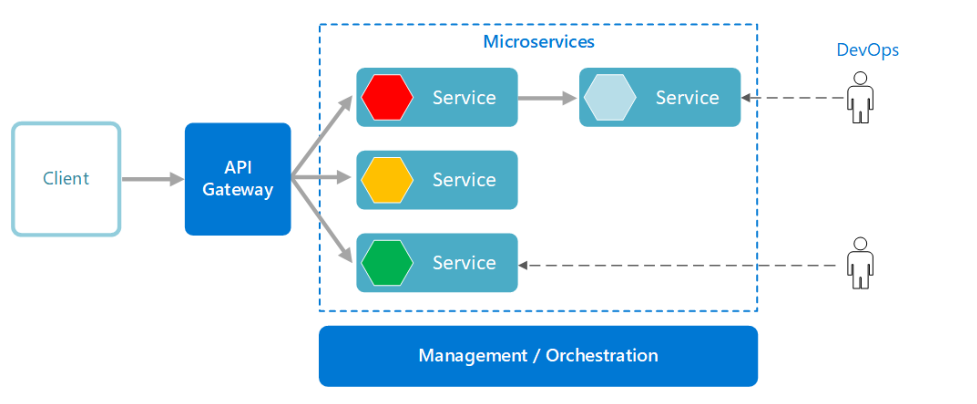 Microservices
DevOps
Service
Service
Client
API
Gateway
Service
Service
Management / Orchestration